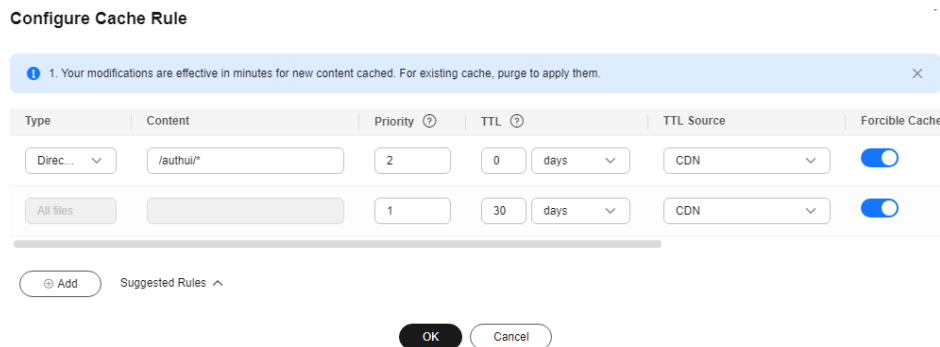 Configure Cache Rule
1. Your modifications are effective in minutes for new content cached. For existing cache, purge to apply them.
Type Content Priority TTL TTL Source Forcible Cache
Direc... /authui/* 2 0 days CDN
All files 1 30 days CDN
Add Suggested Rules
OK Cancel